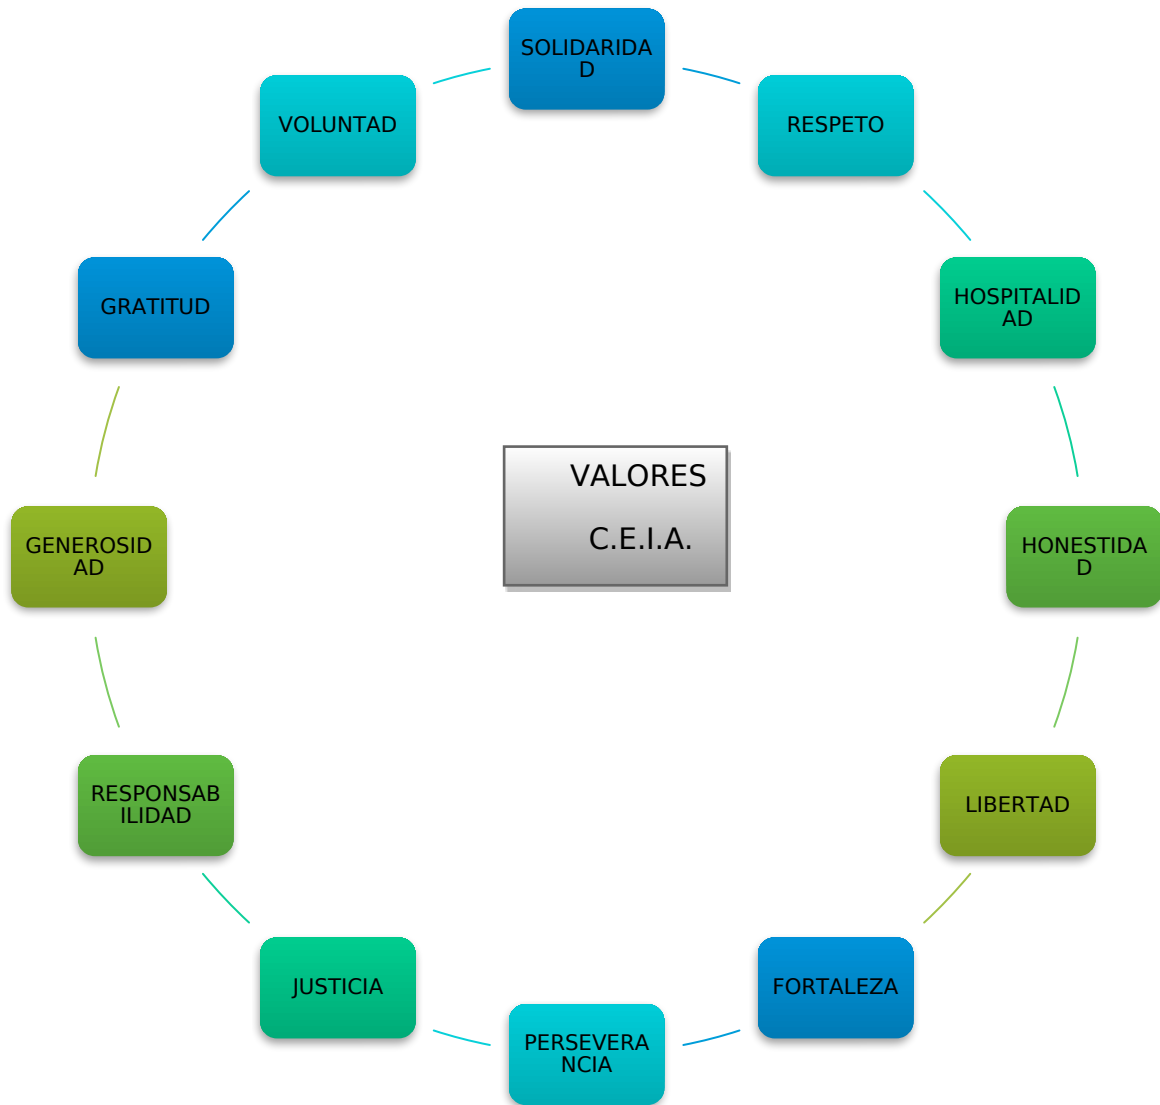 SOLIDARIDA
D
RESPETO
HOSPITALID
AD
HONESTIDA
D
LIBERTAD
FORTALEZA
PERSEVERA
NCIA
JUSTICIA
RESPONSAB
ILIDAD
GENEROSID
AD
GRATITUD
VOLUNTAD
VALORES
C.E.I.A.